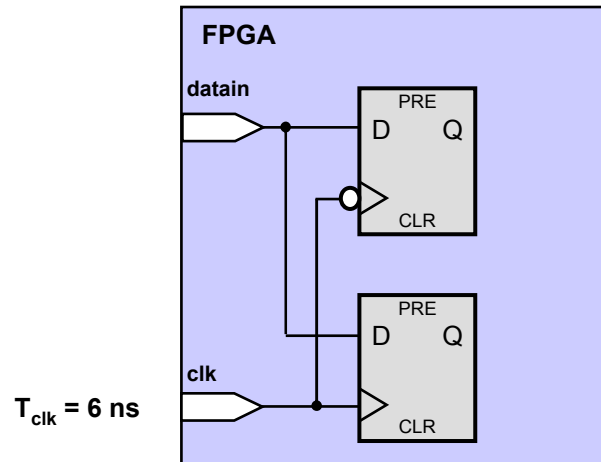 FPGA
datain
PRE
D Q
CLR
PRE
D Q
clk
T_clk = 6 ns
CLR